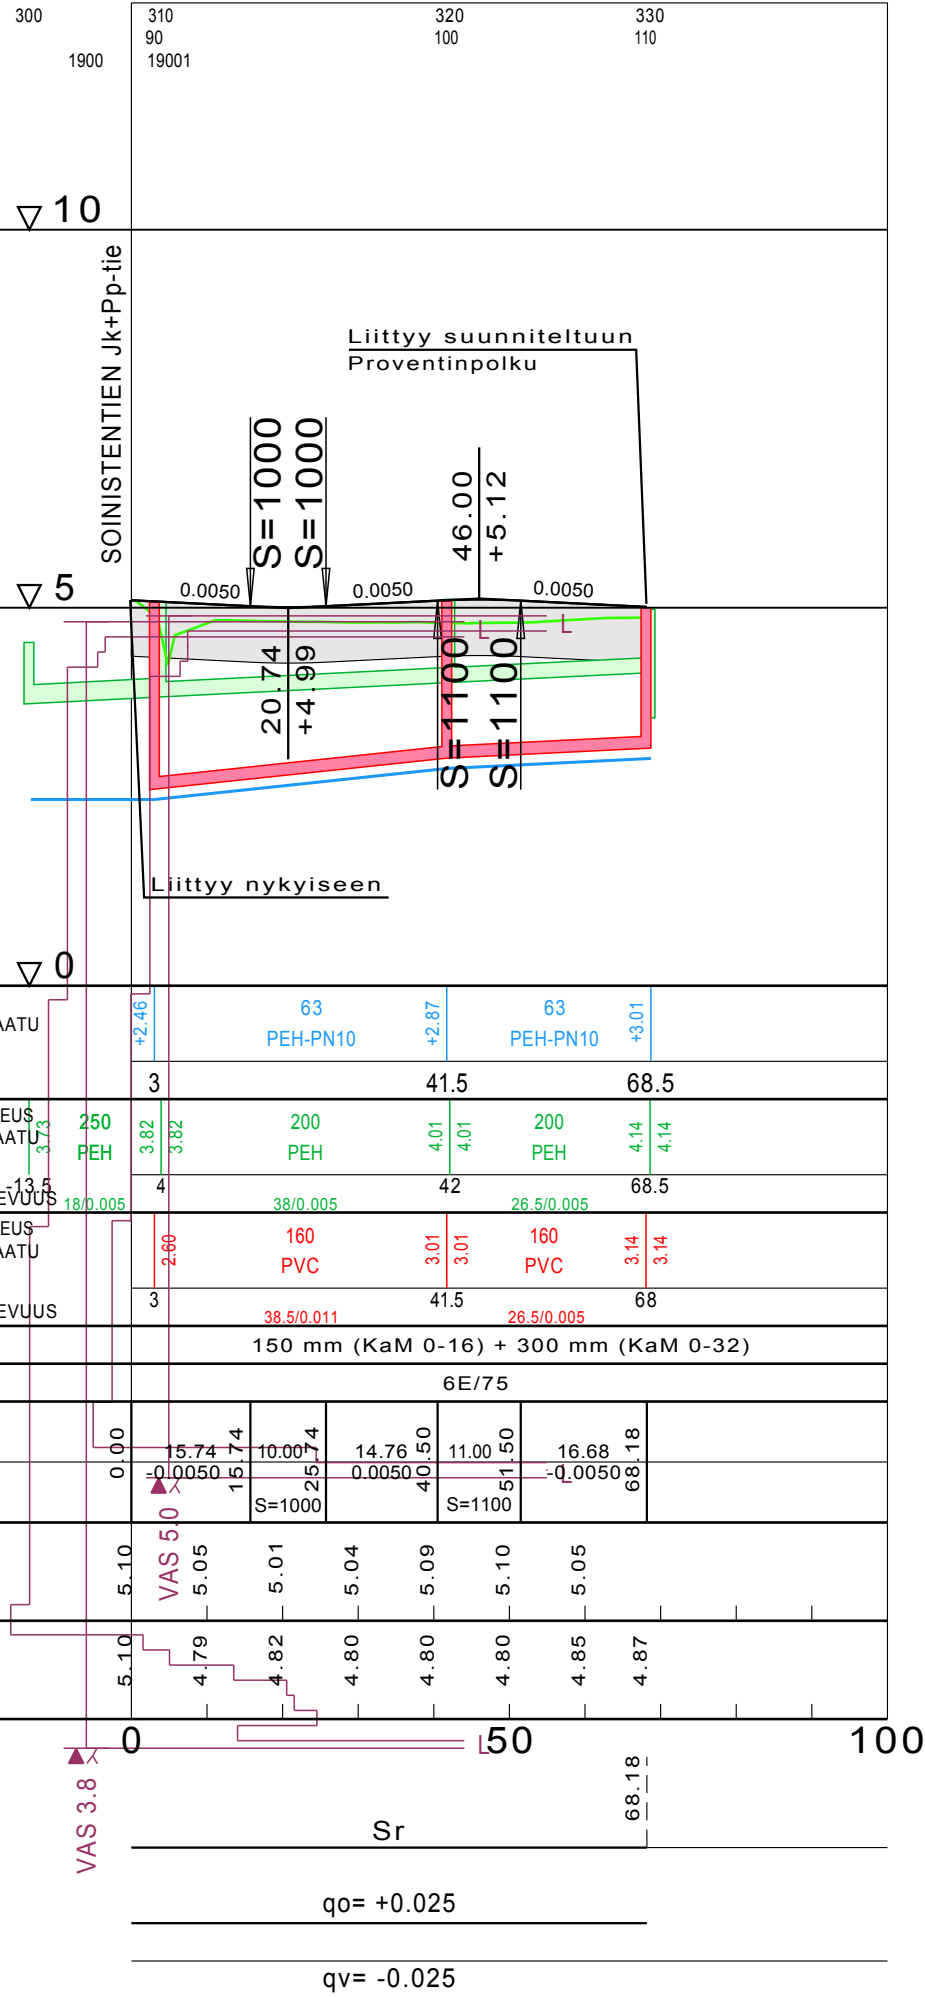 300 310 320 330
90 100 110
1900 19001
10
SOINISTENTIEN Jk+Pp-tie
Liittyy suunniteltuun
Proventinpolku
S=1000 S=1000
46.00
+5.12
5
0.0050 0.0050 0.0050
L L
20.74
+4.99
S=1100 S=1100
Liittyy nykyiseen
0
AATU +2.46 63 +2.87 63 +3.01
PEH-PN10 PEH-PN10
3 41.5 68.5
EUS
AATU 3.73 250 3.82 3.82 200 4.01 4.01 200 4.14 4.14
PEH PEH PEH
-13.5 4 42 68.5
EVUUS 18/0.005 38/0.005 26.5/0.005
EUS
AATU 2.60 160 3.01 3.01 160 3.14 3.14
PVC PVC
3 41.5 68
EVUUS 38.5/0.011 26.5/0.005
150 mm (KaM 0-16) + 300 mm (KaM 0-32)
6E/75
0.00 15.74 15.74 10.00 25.74 14.76 40.50 11.00 51.50 16.68 68.18
-0.0050 0.0050 -0.0050
L
S=1000 S=1100
VAS 5.0
5.10 5.05 5.01 5.04 5.09 5.10 5.05
5.10 4.79 4.82 4.80 4.80 4.80 4.85 4.87
0 L 50 100
VAS 3.8
68.18
Sr
qo= +0.025
qv= -0.025